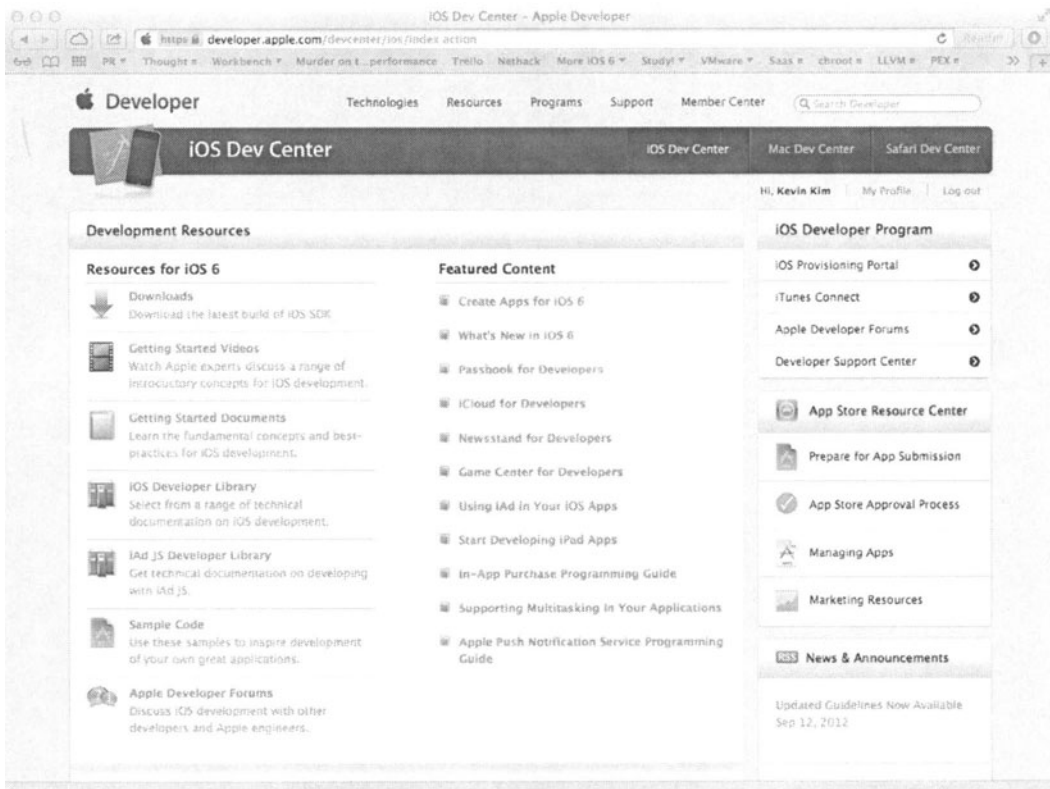 iOS Dev Center – Apple Developer
https developer.apple.com/devcenter/ios/index.action
Reader
PR Thought Workbench Murder on t...performance Trello Nethack More iOS 6 Study! VMware Saas chroot LLVM PEX
Developer
Technologies Resources Programs Support Member Center
Search Developer
iOS Dev Center
iOS Dev Center Mac Dev Center Safari Dev Center
Hi, Kevin Kim My Profile Log out
Development Resources
Resources for iOS 6
Downloads
Download the latest build of iOS SDK
Getting Started Videos
Watch Apple experts discuss a range of
introductory concepts for iOS development.
Getting Started Documents
Learn the fundamental concepts and best-
practices for iOS development.
iOS Developer Library
Select from a range of technical
documentation on iOS development.
iAd JS Developer Library
Get technical documentation on developing
with iAd JS.
Sample Code
Use these samples to inspire development
of your own great applications.
Apple Developer Forums
Discuss iOS development with other
developers and Apple engineers.
Featured Content
Create Apps for iOS 6
What's New in iOS 6
Passbook for Developers
iCloud for Developers
Newsstand for Developers
Game Center for Developers
Using iAd in Your iOS Apps
Start Developing iPad Apps
In-App Purchase Programming Guide
Supporting Multitasking in Your Applications
Apple Push Notification Service Programming
Guide
iOS Developer Program
iOS Provisioning Portal
iTunes Connect
Apple Developer Forums
Developer Support Center
App Store Resource Center
Prepare for App Submission
App Store Approval Process
Managing Apps
Marketing Resources
RSS News & Announcements
Updated Guidelines Now Available
Sep 12, 2012